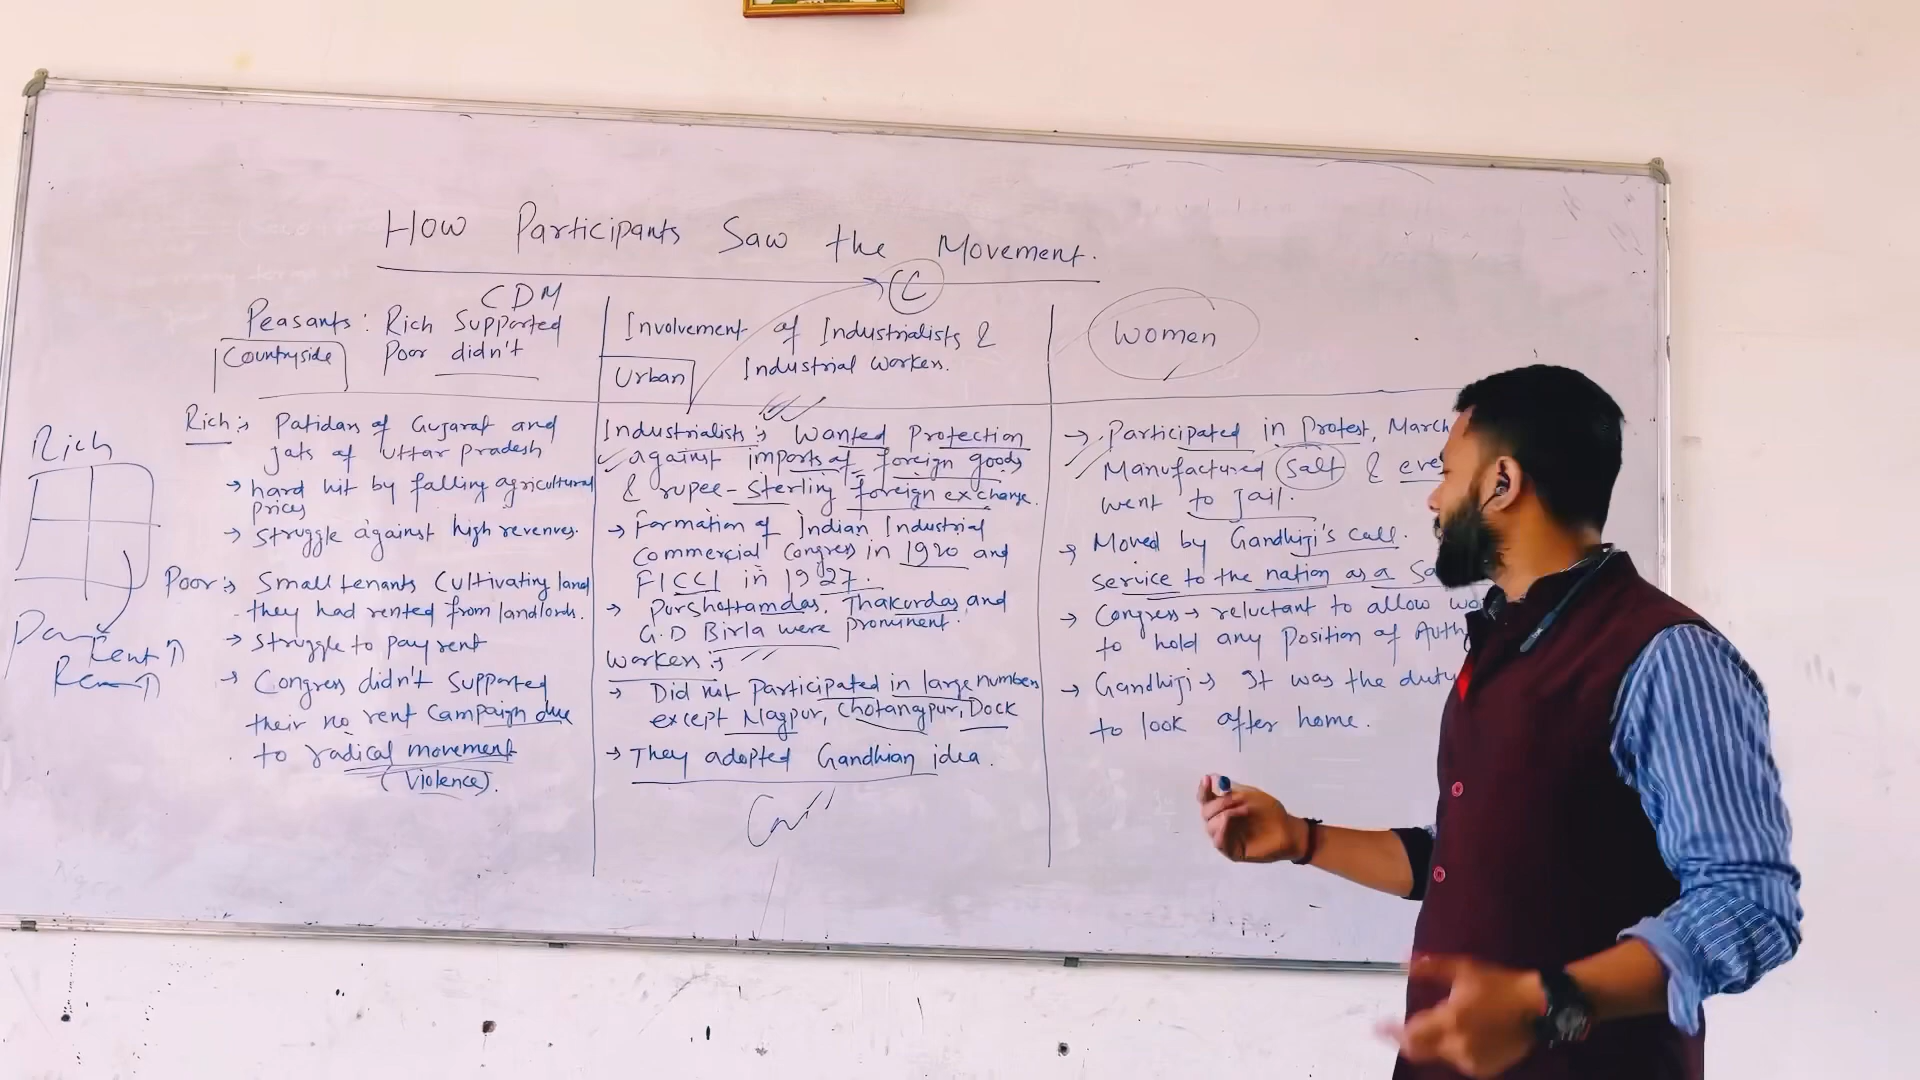 How Participants Saw the Movement.
CDM
C
Peasants: Rich Supported
Poor didn't
Countryside
Rich:
Patidars of Gujarat and
jats of Uttar Pradesh
→ hard hit by falling agricultural
prices
→ struggle against high revenues.
Poor:
Small tenants Cultivating land
they had rented from landlords.
→ Struggle to pay rent
→ Congress didn't supported
their no rent campaign due
to radical movement
(Violence).
Rich
Rent↑
Involvement of Industrialists &
Industrial Workers.
Urban
Industrialists: Wanted Protection
against imports of foreign goods
& rupee-sterling foreign exchange.
→ Formation of Indian Industrial
Commercial Congress in 1920 and
FICCI in 1927.
→ Purshottamdas, Thakurdas and
G.D Birla were prominent.
Workers:
→ Did not participated in large numbers
except Nagpur, Chotangpur, Dock
→ They adopted Gandhian idea.
Women
→ Participated in Protest, March
Manufactured Salt &
went to jail.
→ Moved by Gandhiji's call.
service to the nation as a
→ Congress → reluctant to allow
to hold any Position of
→ Gandhiji → It was the duty
to look after home.